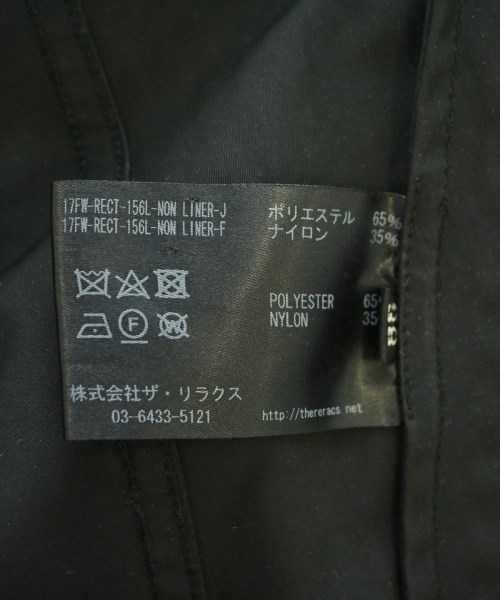 17FW-RECT-156L-NON LINER-J
17FW-RECT-156L-NON LINER-F
ポリエステル 65%
ナイロン 35%
POLYESTER 65
NYLON 35
F W
38
株式会社ザ・リラクス
03-6433-5121
http://thereracs.net